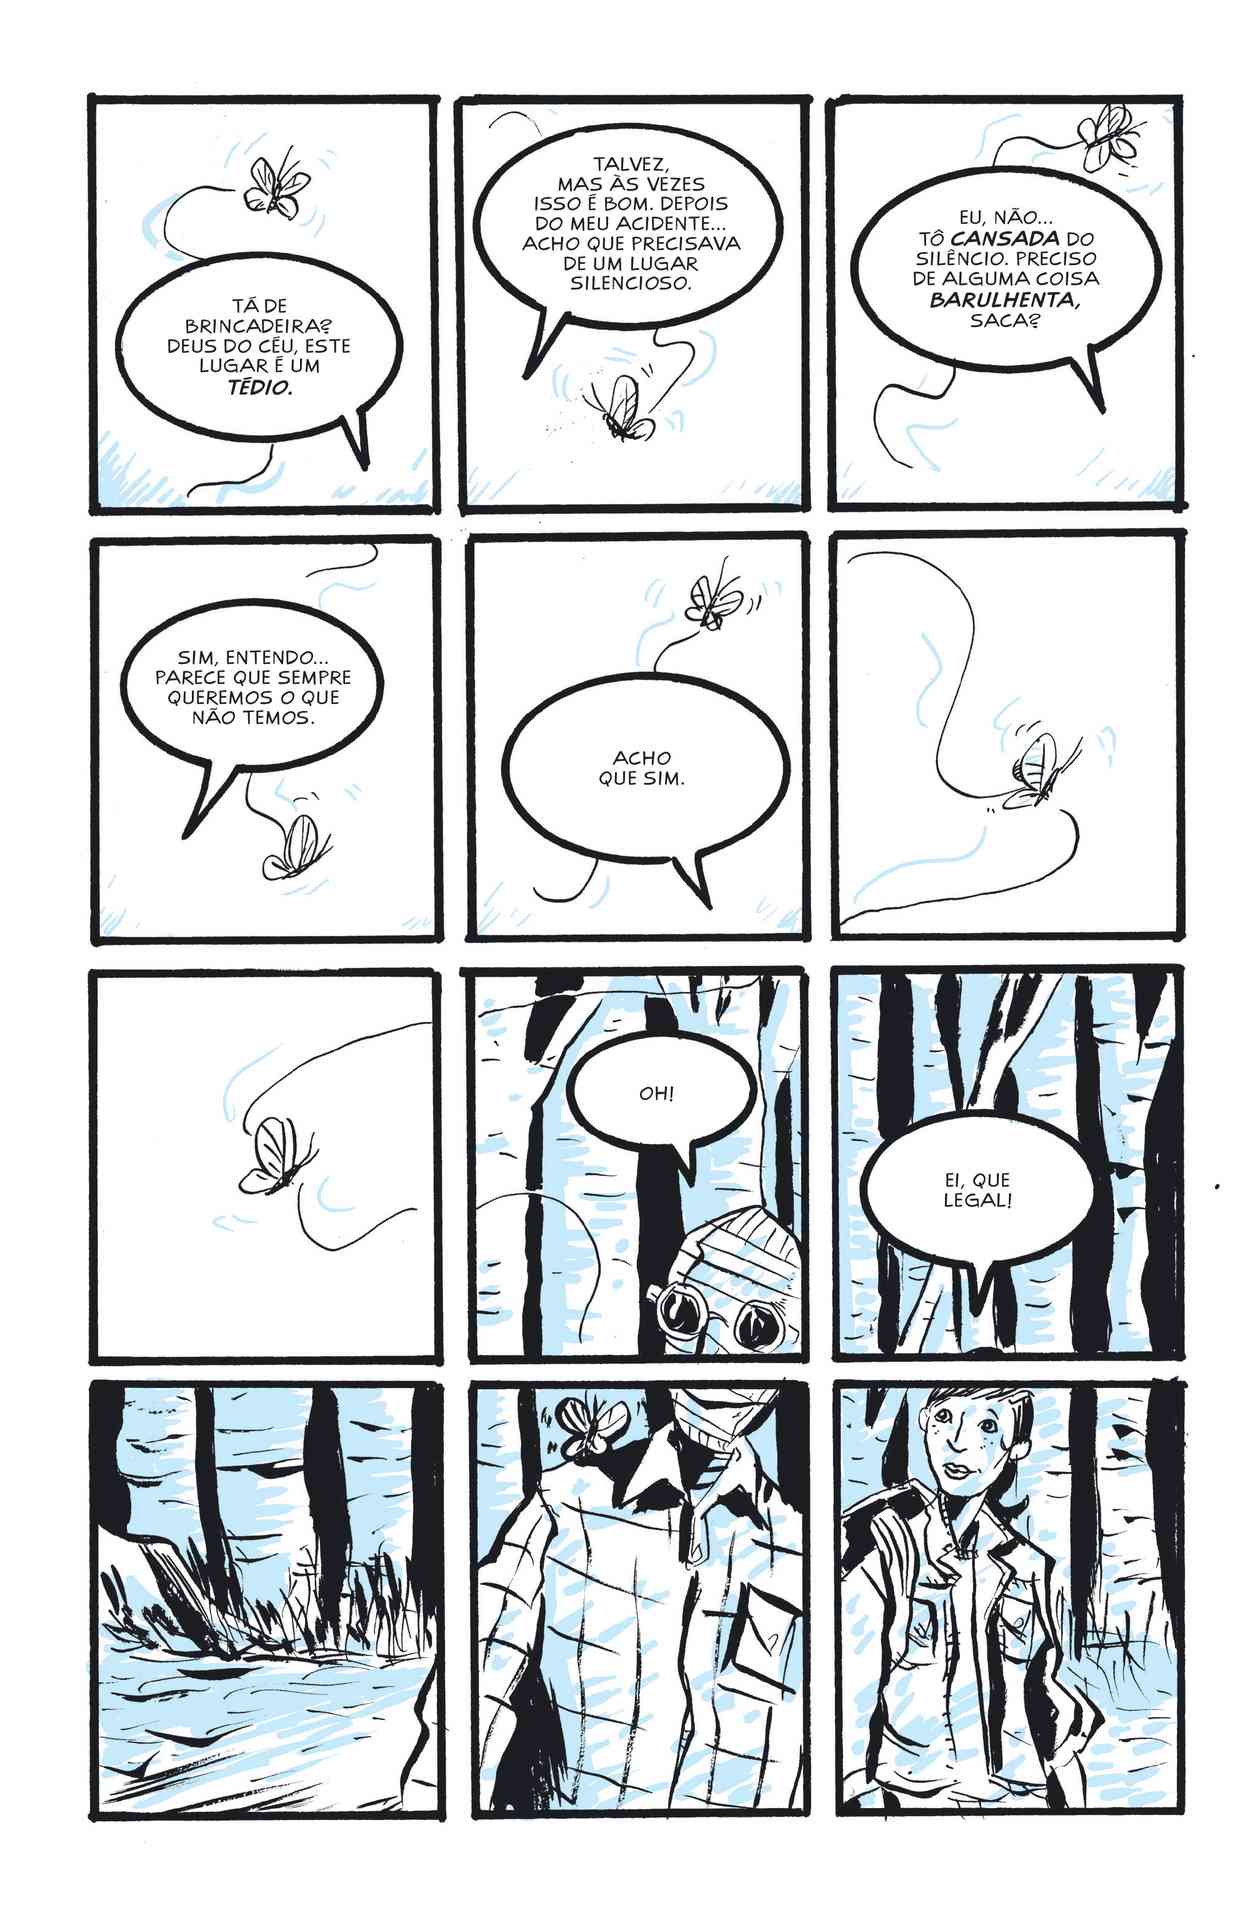 TÁ DE
BRINCADEIRA?
DEUS DO CÉU, ESTE
LUGAR É UM
TÉDIO.
TALVEZ,
MAS ÀS VEZES
ISSO É BOM. DEPOIS
DO MEU ACIDENTE...
ACHO QUE PRECISAVA
DE UM LUGAR
SILENCIOSO.
EU, NÃO...
TÔ CANSADA DO
SILÊNCIO. PRECISO
DE ALGUMA COISA
BARULHENTA,
SACA?
SIM, ENTENDO...
PARECE QUE SEMPRE
QUEREMOS O QUE
NÃO TEMOS.
ACHO
QUE SIM.
OH!
EI, QUE
LEGAL!